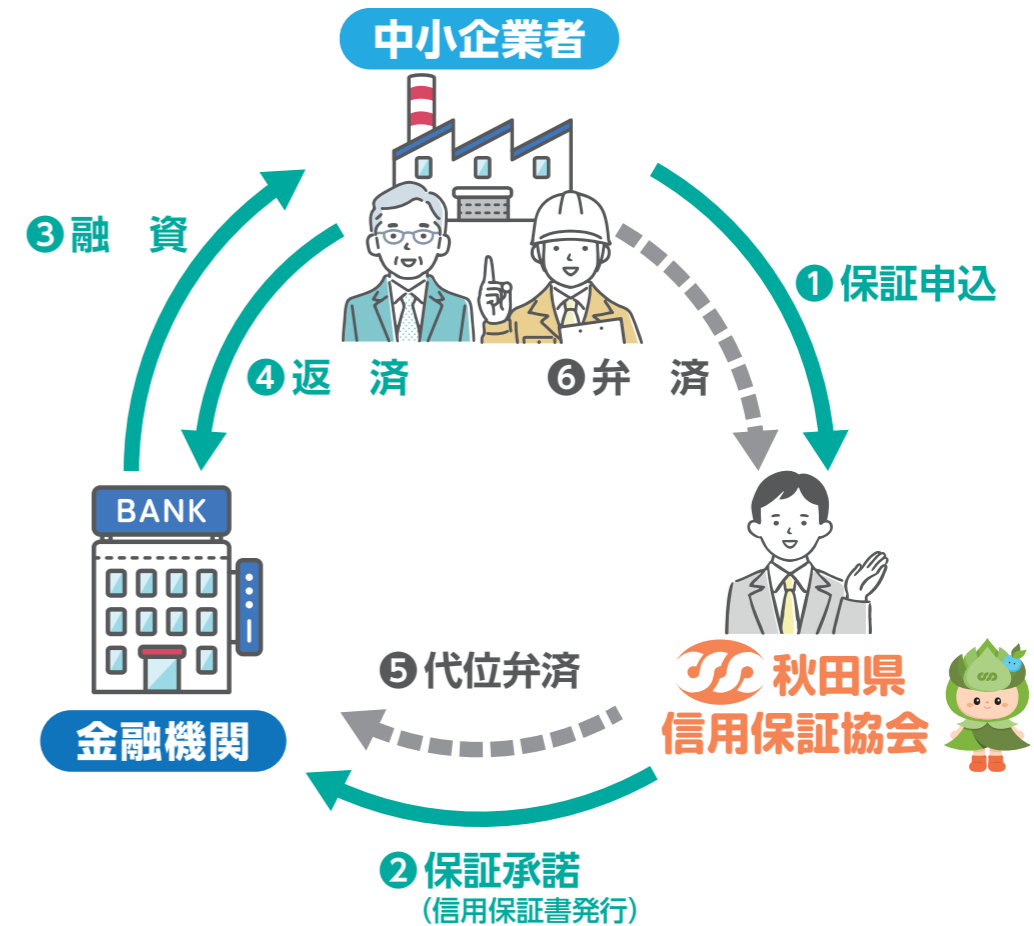 中小企業者
❸融　資
❶保証申込
❹返　済
❻弁　済
BANK
❺代位弁済
秋田県
信用保証協会
金融機関
❷保証承諾
(信用保証書発行)